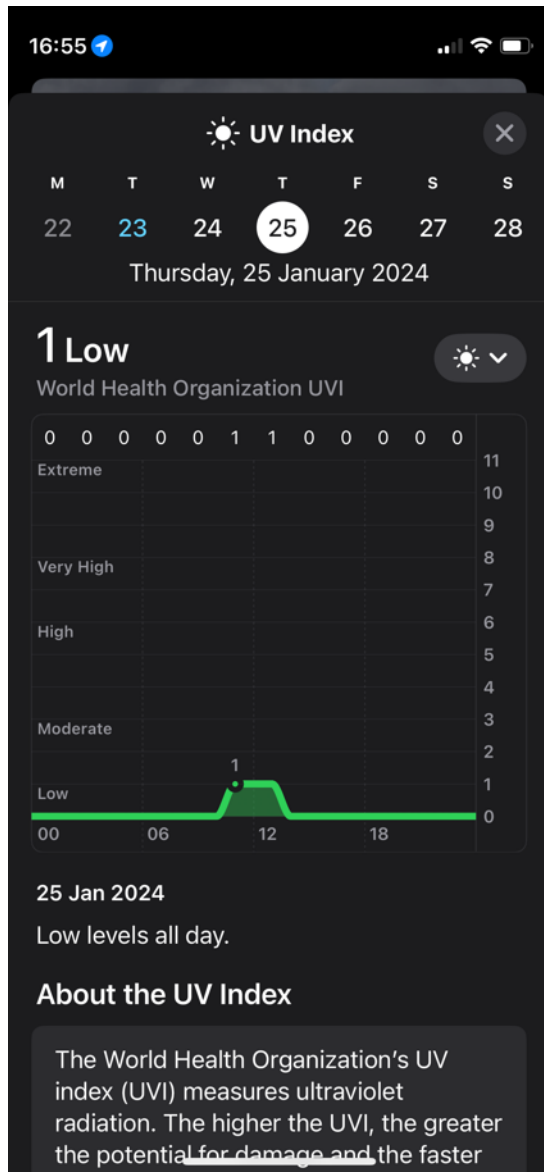 16:55
UV Index
M T W T F S S
22 23 24 25 26 27 28
Thursday, 25 January 2024
1 Low
World Health Organization UVI
0 0 0 0 0 1 1 0 0 0 0 0
11
Extreme
10
9
8
Very High
7
6
High
5
4
3
Moderate
2
1
1
Low
0
00 06 12 18
25 Jan 2024
Low levels all day.
About the UV Index
The World Health Organization's UV
index (UVI) measures ultraviolet
radiation. The higher the UVI, the greater
the potential for damage and the faster